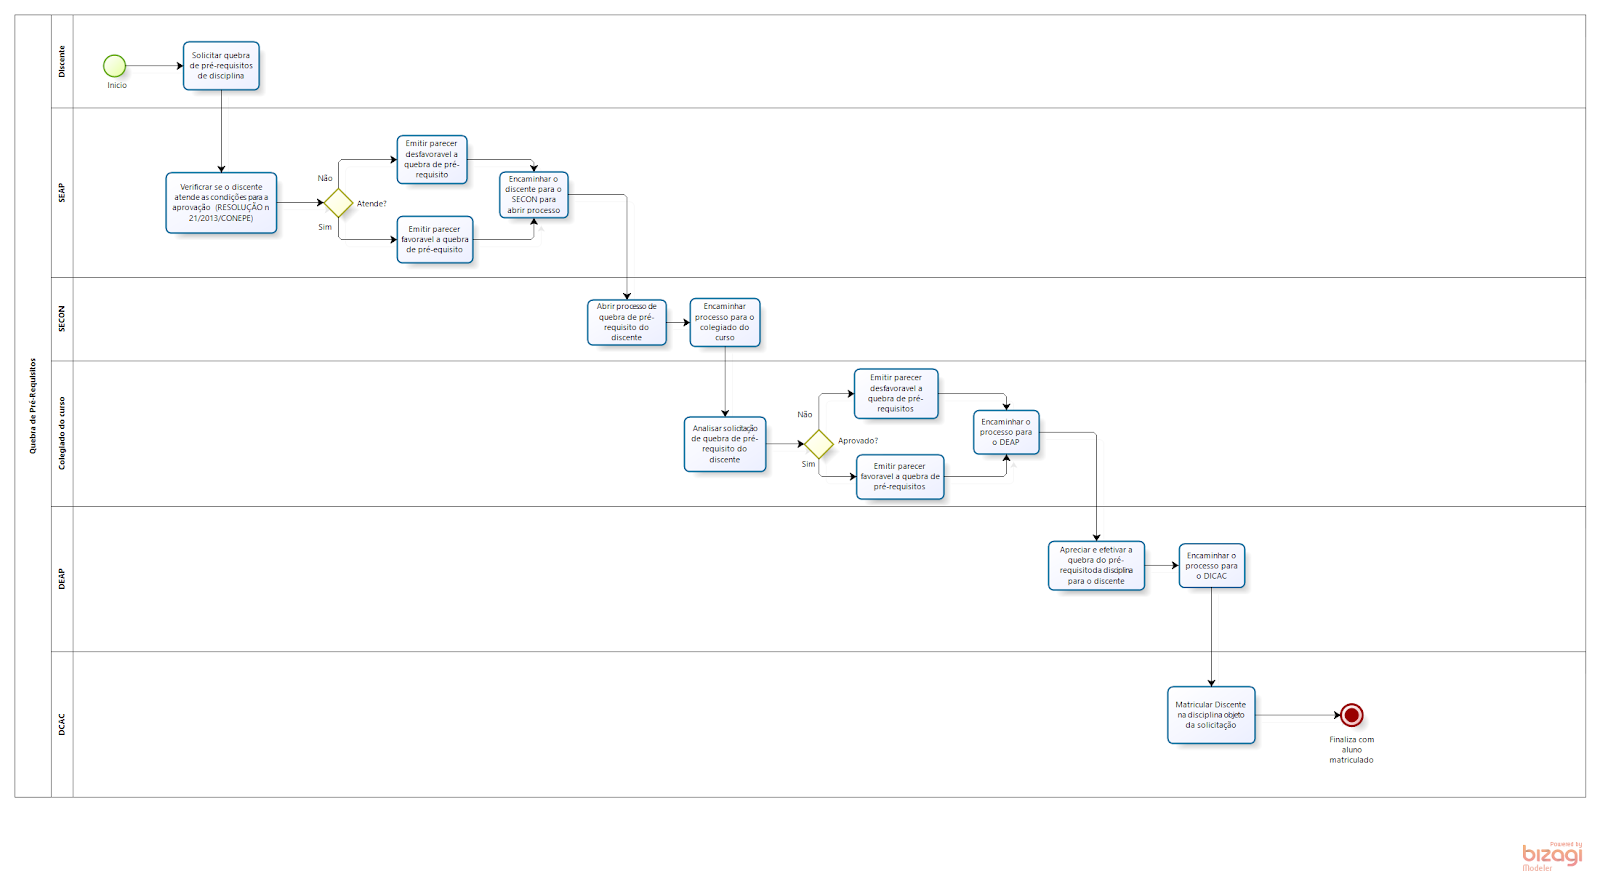 Quebra de Pré-Requisitos
Discente
Inicio
Solicitar quebra
de pré-requisitos
de disciplina
SEAP
Verificrar se o discente
atende as condições para a
aprovação (RESOLUÇÃO n
21/2013/CONEPE)
Não
Atende?
Sim
Emitir parecer
desfavoravel a
quebra de pré-
requisito
Emitir parecer
favoravel a quebra
de pré-equisito
Encaminhar o
discente para o
SECON para
abrir processo
SECON
Abrir processo de
quebra de pré-
requisito do
discente
Encaminhar
processo para o
colegiado do
curso
Colegiado do curso
Analisar solicitação
de quebra de pré-
requisito do
discente
Não
Aprovado?
Sim
Emitir parecer
desfavoravel a
quebra de pré-
requisitos
Emitir parecer
favoravel a quebra de
pré-requisitos
Encaminhar o
processo para
o DEAP
DEAP
Apreciar e efetivar a
quebra do pré-
requisitoda disciplina
para o discente
Encaminhar o
processo para
o DICAC
DCAC
Matricular Discente
na disciplina objeto
da solicitação
Finaliza com
aluno
matriculado
Powered by
bizagi
Modeler